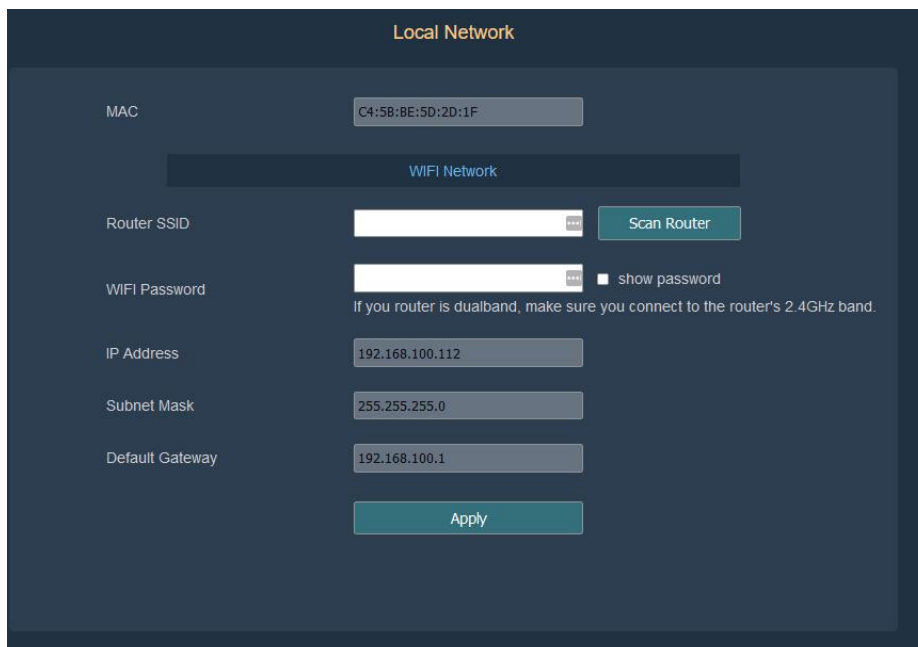 Local Network
MAC C4:5B:BE:5D:2D:1F
WIFI Network
Router SSID Scan Router
WIFI Password show password
If you router is dualband, make sure you connect to the router's 2.4GHz band.
IP Address 192.168.100.112
Subnet Mask 255.255.255.0
Default Gateway 192.168.100.1
Apply